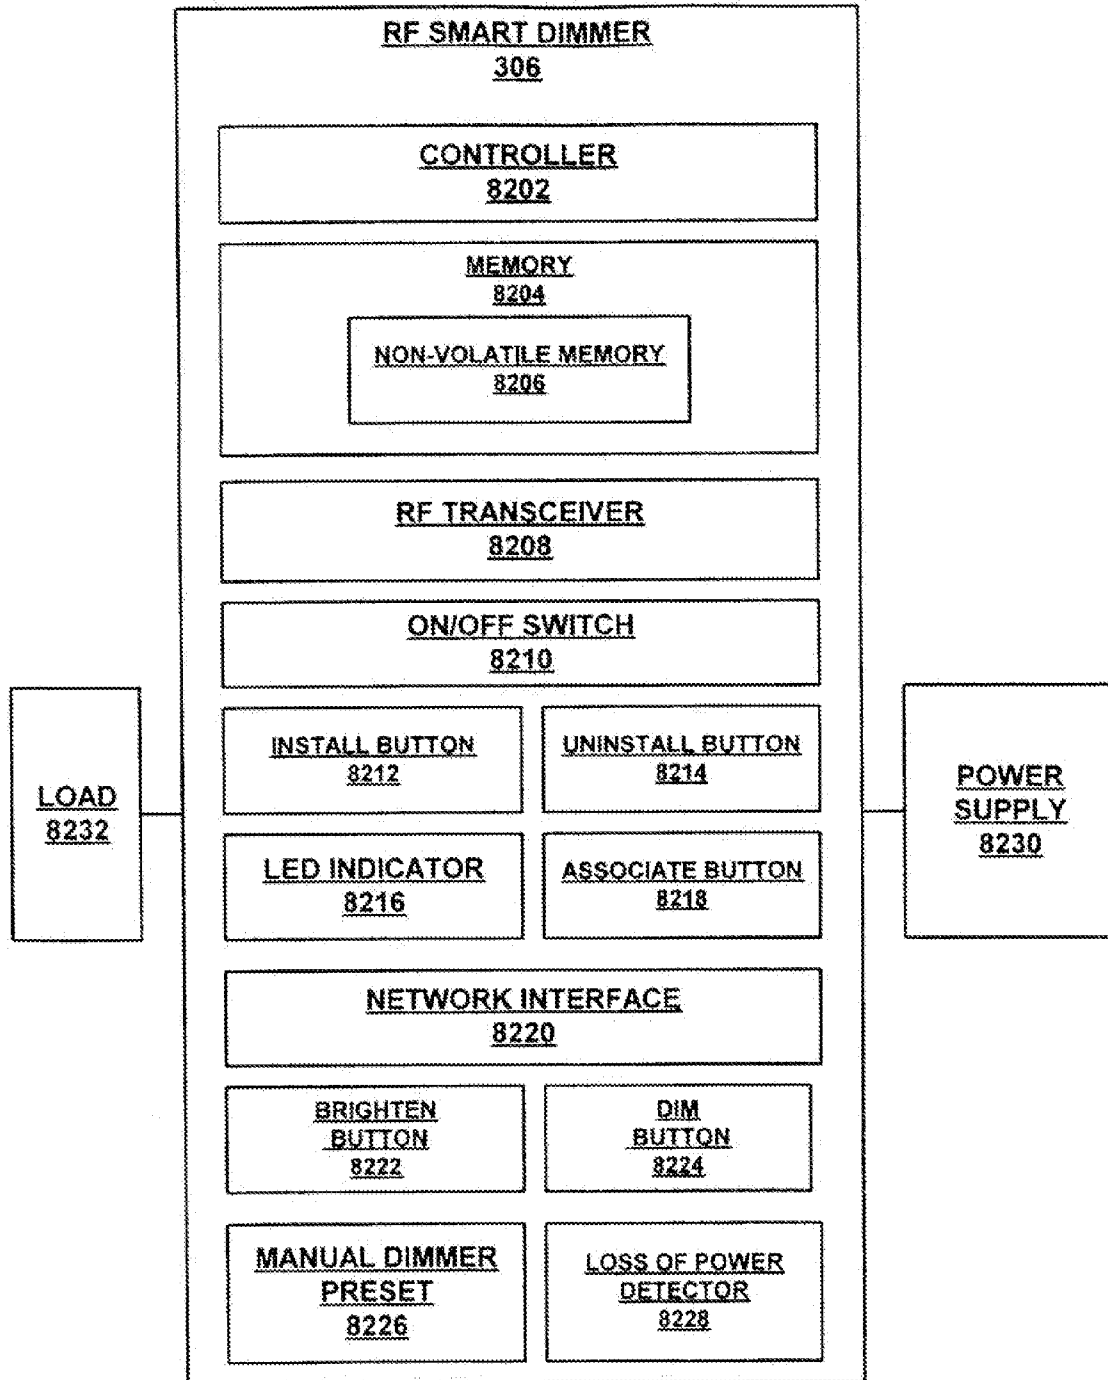 RF SMART DIMMER
306
CONTROLLER
8202
MEMORY
8204
NON-VOLATILE MEMORY
8206
RF TRANSCEIVER
8208
ON/OFF SWITCH
8210
INSTALL BUTTON
8212
UNINSTALL BUTTON
8214
LOAD
8232
POWER
SUPPLY
8230
LED INDICATOR
8216
ASSOCIATE BUTTON
8218
NETWORK INTERFACE
8220
BRIGHTEN
BUTTON
8222
DIM
BUTTON
8224
MANUAL DIMMER
PRESET
8226
LOSS OF POWER
DETECTOR
8228